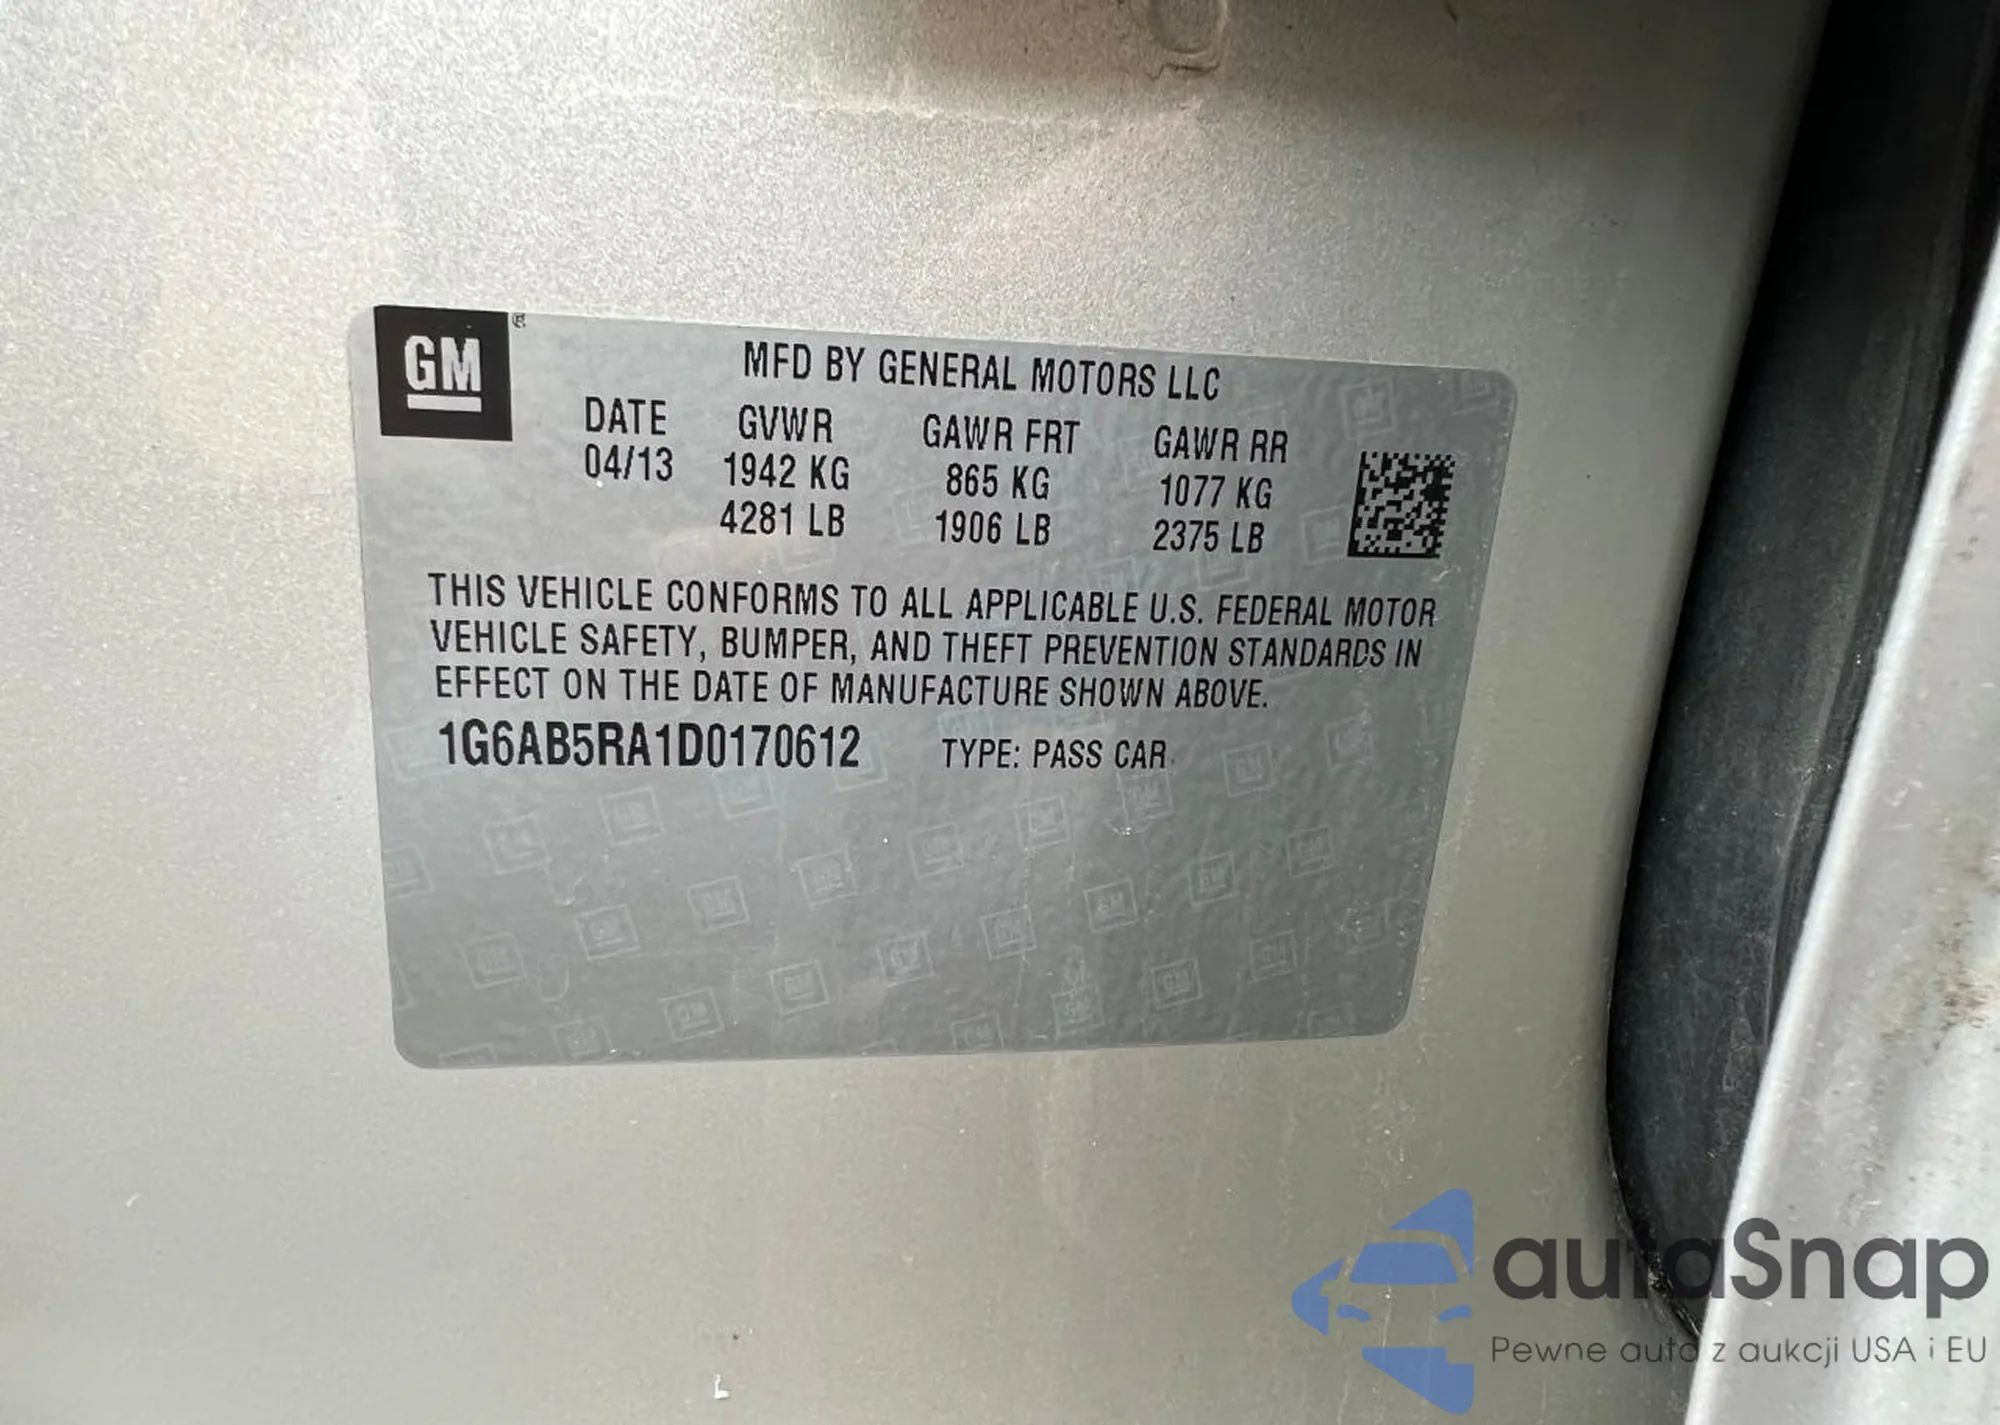 GM®
MFD BY GENERAL MOTORS LLC
DATE GVWR GAWR FRT GAWR RR
04/13 1942 KG 865 KG 1077 KG
4281 LB 1906 LB 2375 LB
THIS VEHICLE CONFORMS TO ALL APPLICABLE U.S. FEDERAL MOTOR
VEHICLE SAFETY, BUMPER, AND THEFT PREVENTION STANDARDS IN
EFFECT ON THE DATE OF MANUFACTURE SHOWN ABOVE.
1G6AB5RA1D0170612 TYPE: PASS CAR
autaSnap
Pewne auta z aukcji USA i EU